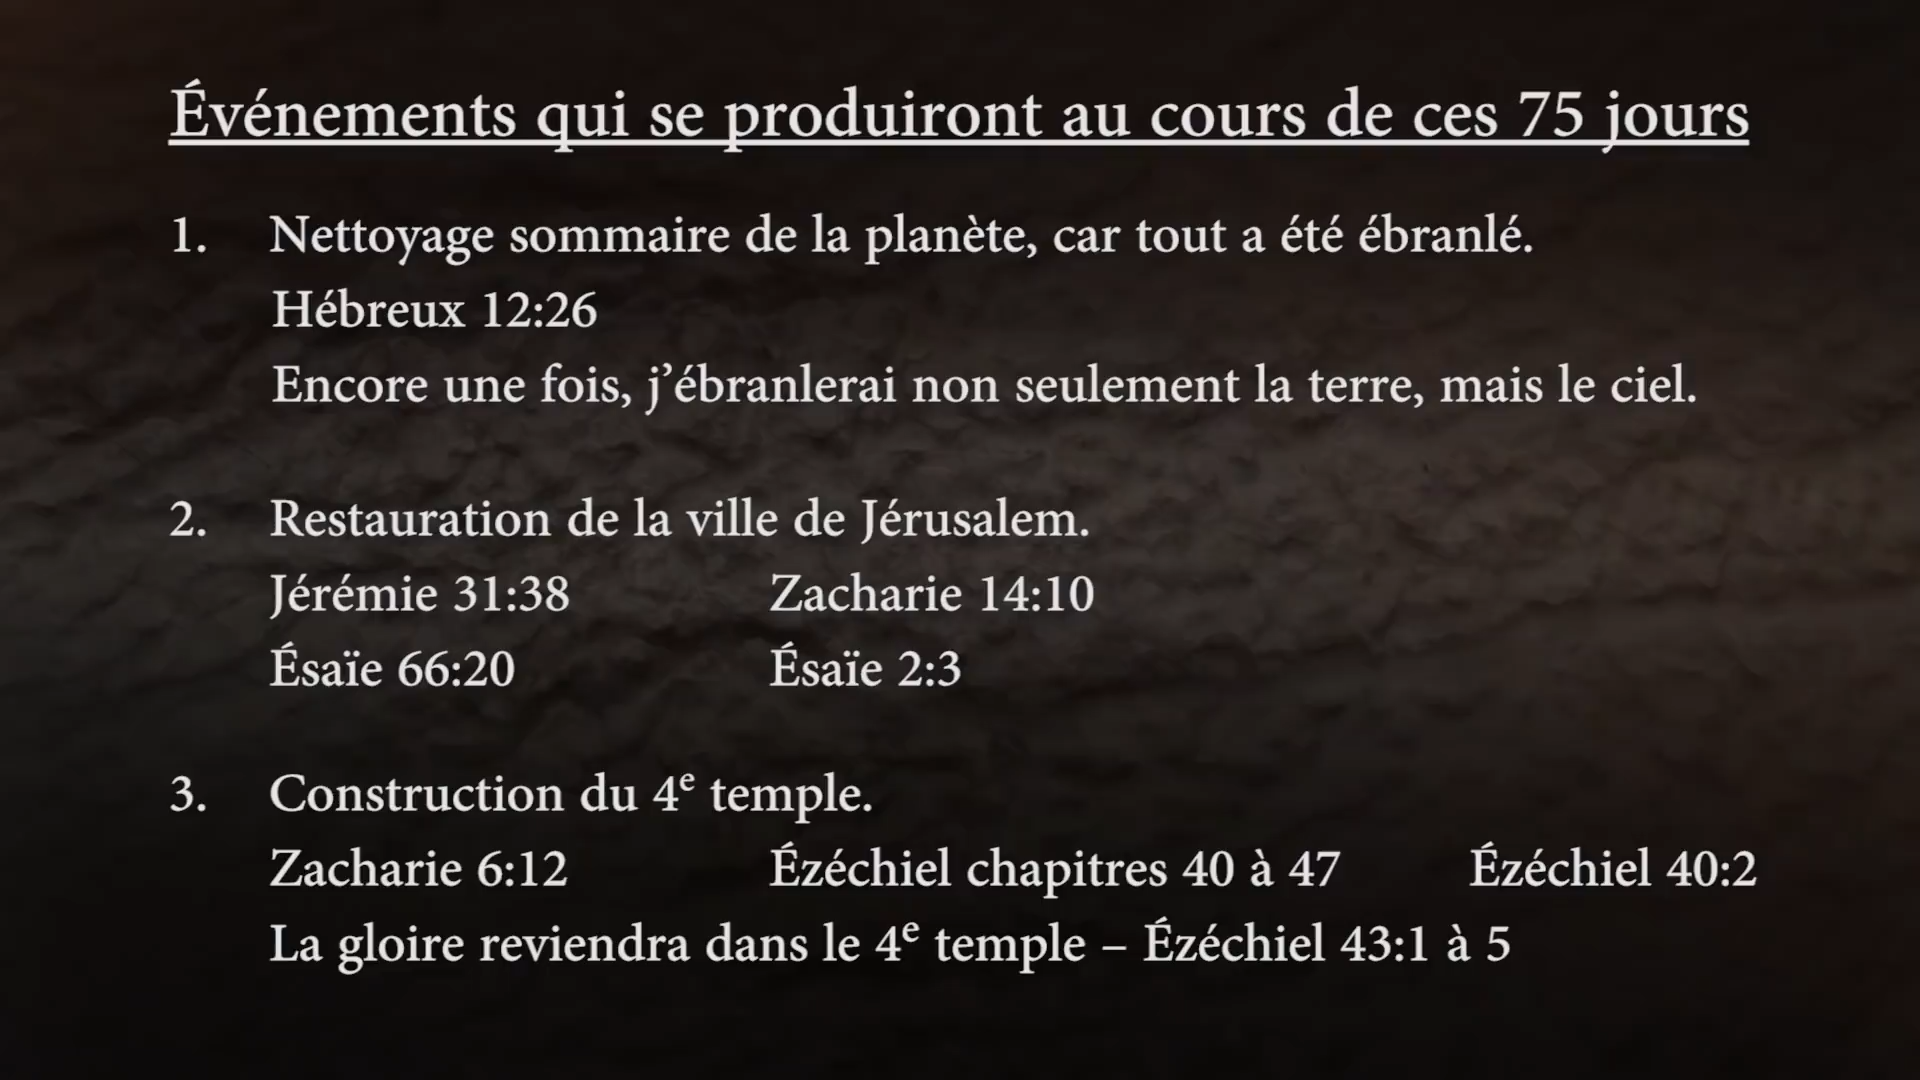 Événements qui se produiront au cours de ces 75 jours
1. Nettoyage sommaire de la planète, car tout a été ébranlé.
Hébreux 12:26
Encore une fois, j’ébranlerai non seulement la terre, mais le ciel.
2. Restauration de la ville de Jérusalem.
Jérémie 31:38 Zacharie 14:10
Ésaïe 66:20 Ésaïe 2:3
3. Construction du 4e temple.
Zacharie 6:12 Ézéchiel chapitres 40 à 47 Ézéchiel 40:2
La gloire reviendra dans le 4e temple – Ézéchiel 43:1 à 5